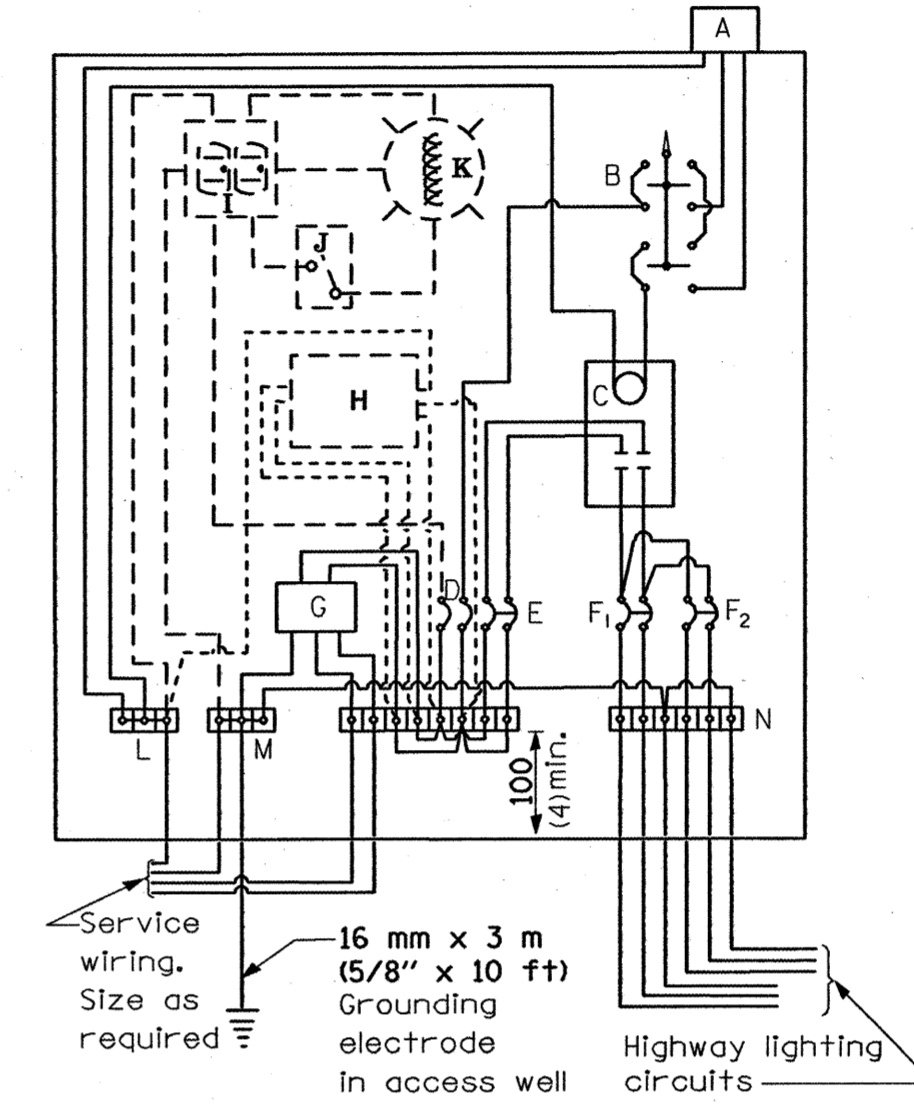 A
B
K
I
J
H
C
D
E
F1
F2
G
L
M
N
100
(4)min.
Service
wiring.
Size as
required
16 mm x 3 m
(5/8" x 10 ft)
Grounding
electrode
in access well
Highway lighting
circuits